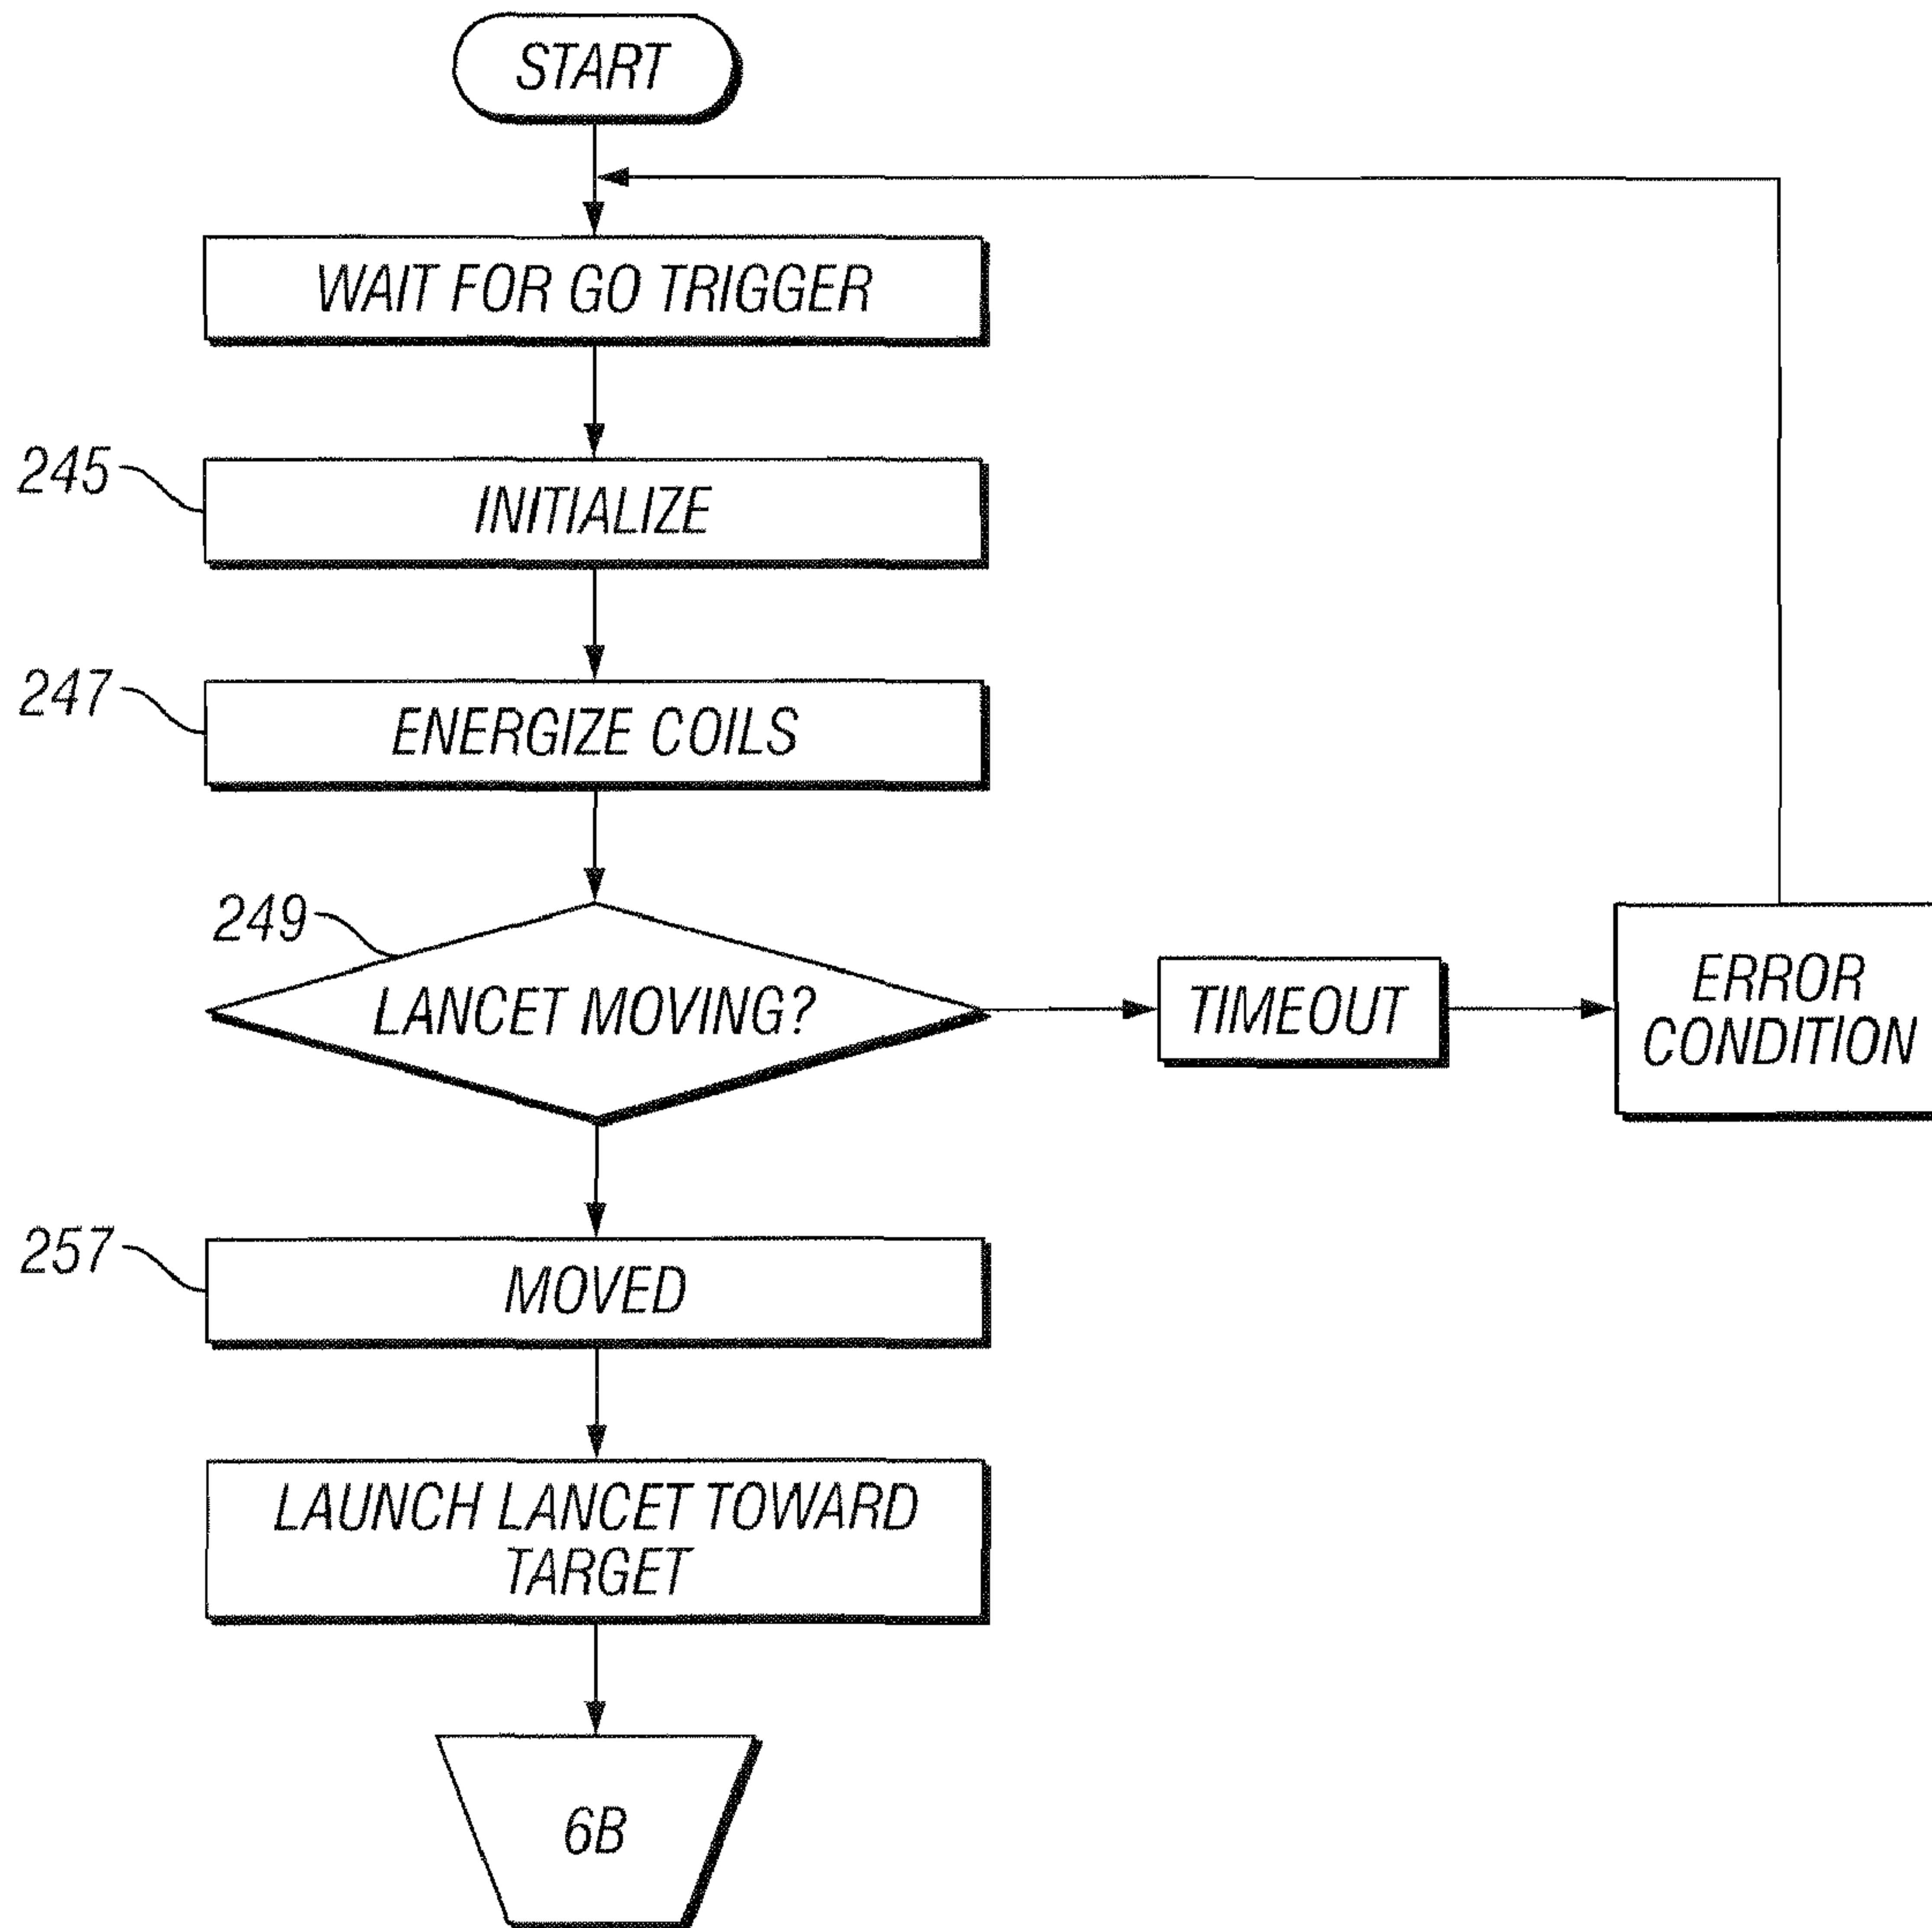 START
WAIT FOR GO TRIGGER
245
INITIALIZE
247
ENERGIZE COILS
249
LANCET MOVING?
TIMEOUT
ERROR
CONDITION
257
MOVED
LAUNCH LANCET TOWARD
TARGET
6B